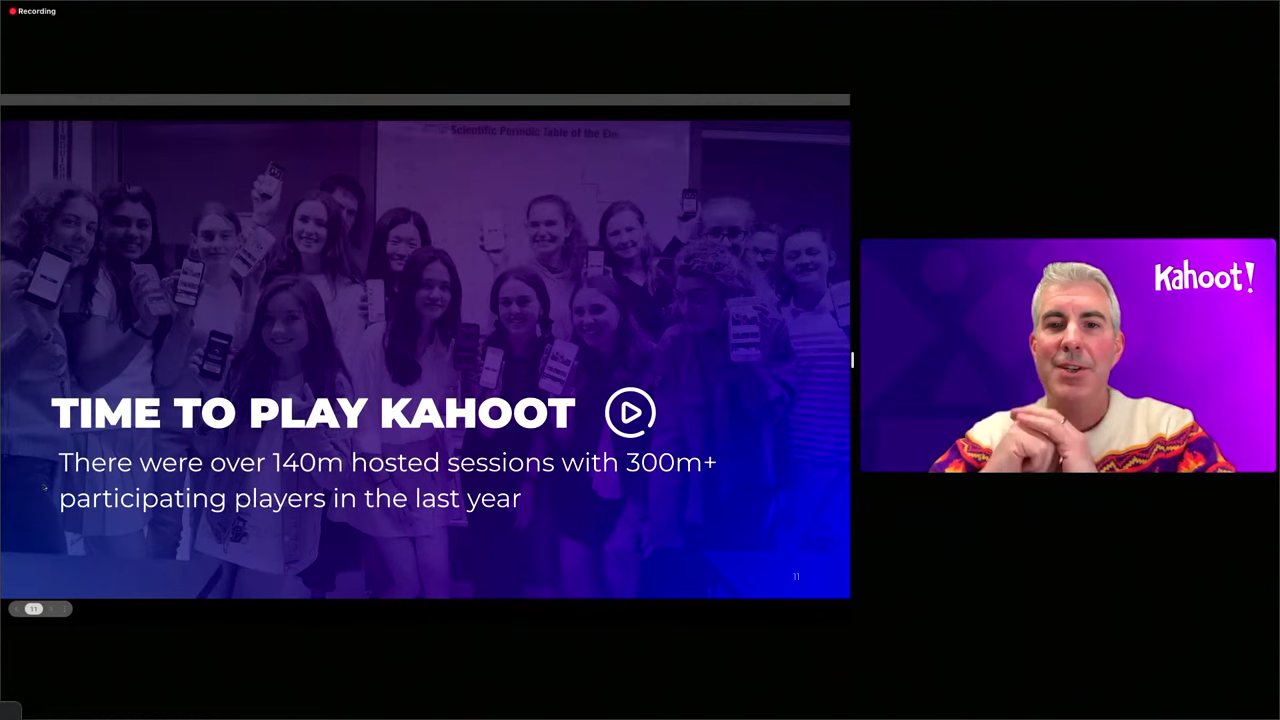 Recording
Scientific Periodic Table of the
TIME TO PLAY KAHOOT
There were over 140m hosted sessions with 300m+
participating players in the last year
11
11
Kahoot!